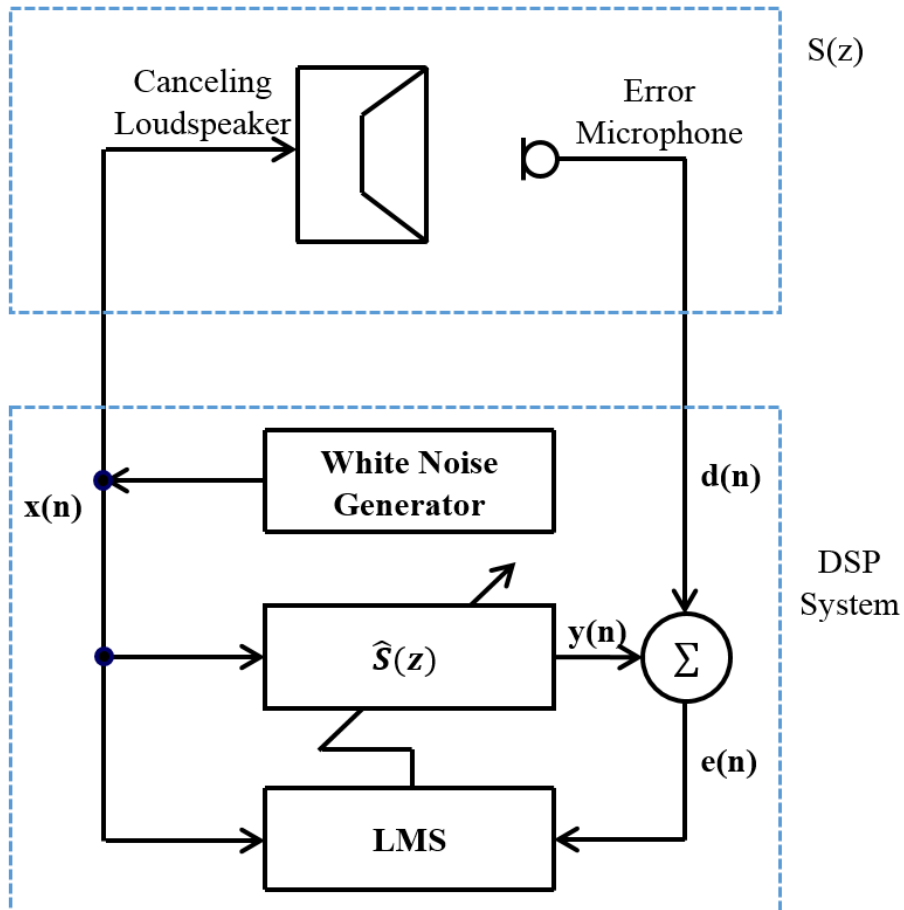 S(z)
Canceling
Loudspeaker
Error
Microphone
White Noise
Generator
x(n)
d(n)
DSP
System
Ŝ(z)
y(n)
Σ
e(n)
LMS